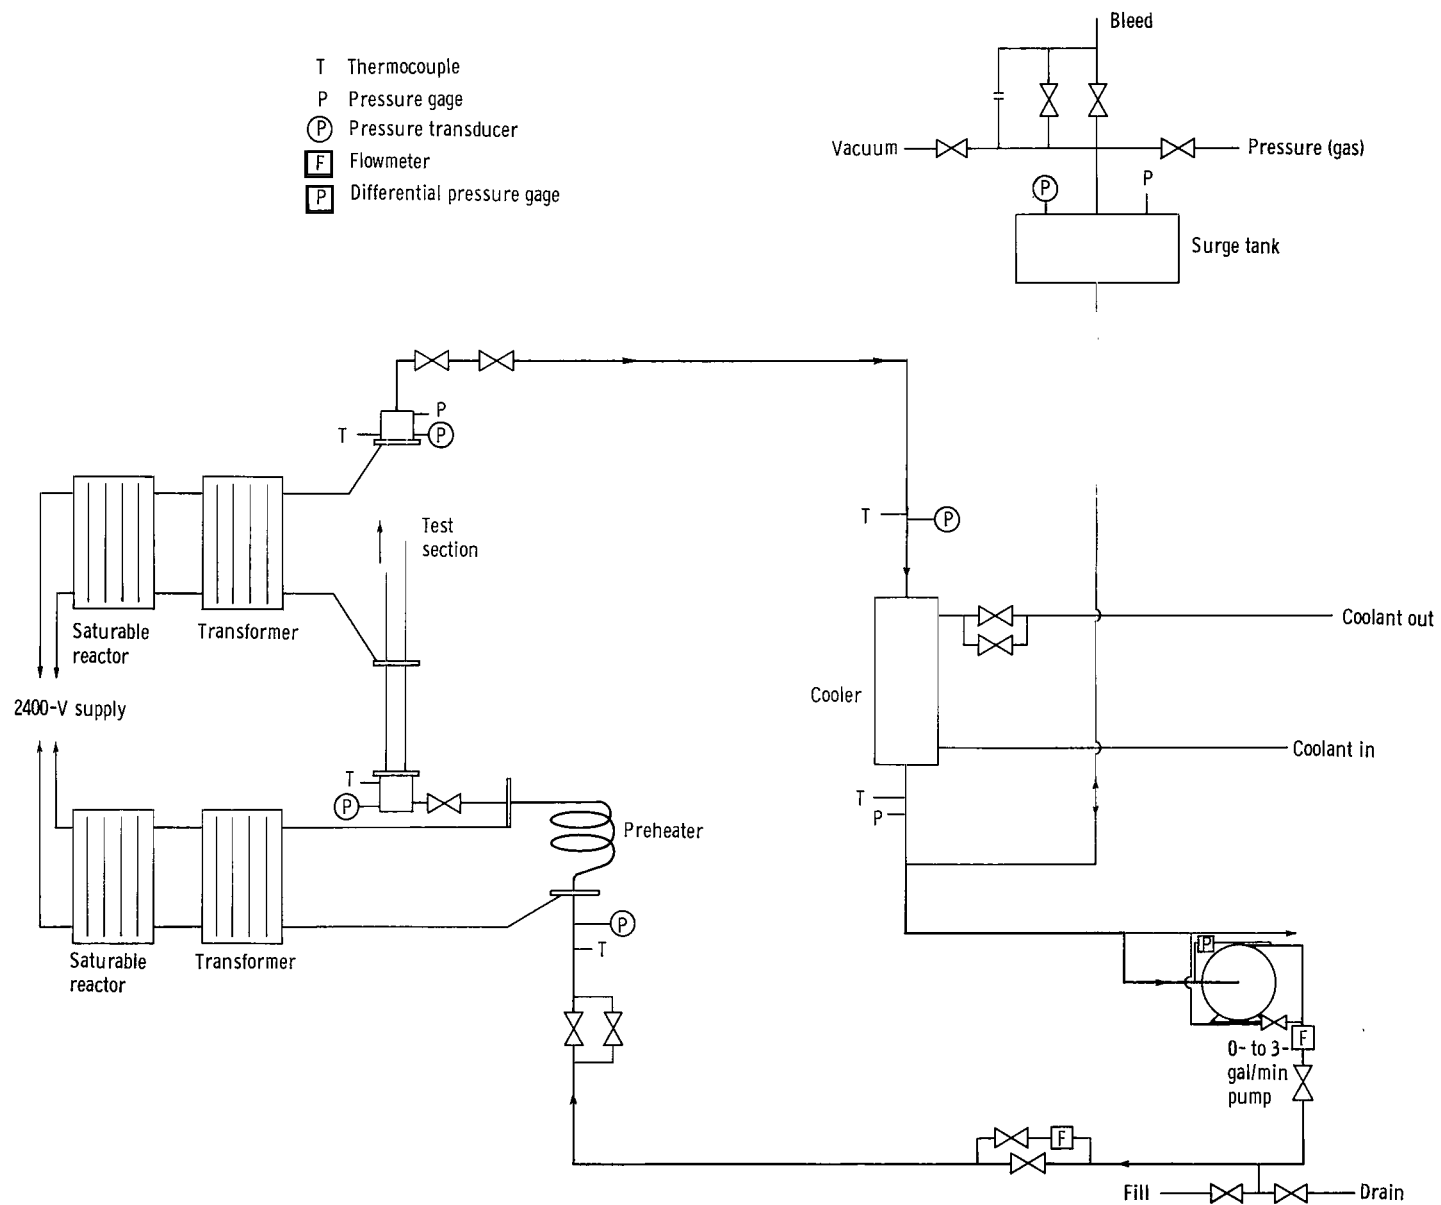 Bleed
T Thermocouple
P Pressure gage
P Pressure transducer
F Flowmeter
P Differential pressure gage
Vacuum
Pressure (gas)
P
P
Surge tank
P
T
P
Test
section
T
P
Saturable
reactor
Transformer
Coolant out
2400-V supply
Cooler
Coolant in
T
P
T
P
Preheater
P
T
P
Saturable
reactor
Transformer
F
0- to 3-
gal/min
pump
F
Fill
Drain